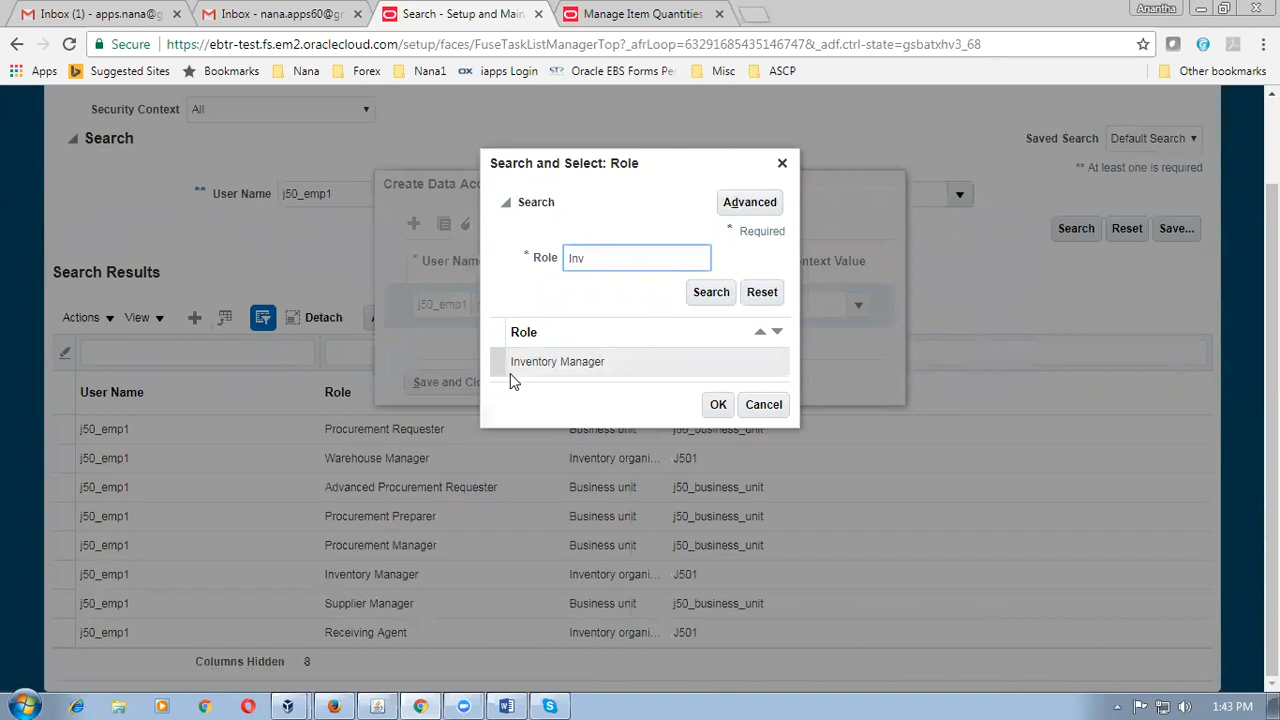 Inbox (1) - appsnana@g
Inbox - nana.apps60@gr
Search - Setup and Main
Manage Item Quantities
Anantha
Secure
https://ebtr-test.fs.em2.oraclecloud.com/setup/faces/FuseTaskListManagerTop?_afrLoop=63291685435146747&_adf.ctrl-state=gsbatxhv3_68
Apps
Suggested Sites
Bookmarks
Nana
Forex
Nana1
iapps Login
Oracle EBS Forms Per
Misc
ASCP
Other bookmarks
Security Context All
Search
Saved Search Default Search
** At least one is required
** User Name j50_emp1
Search Reset Save...
Create Data Acc
* User Name
ontext Value
j50_emp1
Save and Clo
Search and Select: Role
Search
Advanced
* Required
* Role Inv
Search Reset
Role
Inventory Manager
OK Cancel
Search Results
Actions View Detach
User Name Role
j50_emp1 Procurement Requester Business unit j50_business_unit
j50_emp1 Warehouse Manager Inventory organi... J501
j50_emp1 Advanced Procurement Requester Business unit j50_business_unit
j50_emp1 Procurement Preparer Business unit j50_business_unit
j50_emp1 Procurement Manager Business unit j50_business_unit
j50_emp1 Inventory Manager Inventory organi... J501
j50_emp1 Supplier Manager Business unit j50_business_unit
j50_emp1 Receiving Agent Inventory organi... J501
Columns Hidden 8
1:43 PM